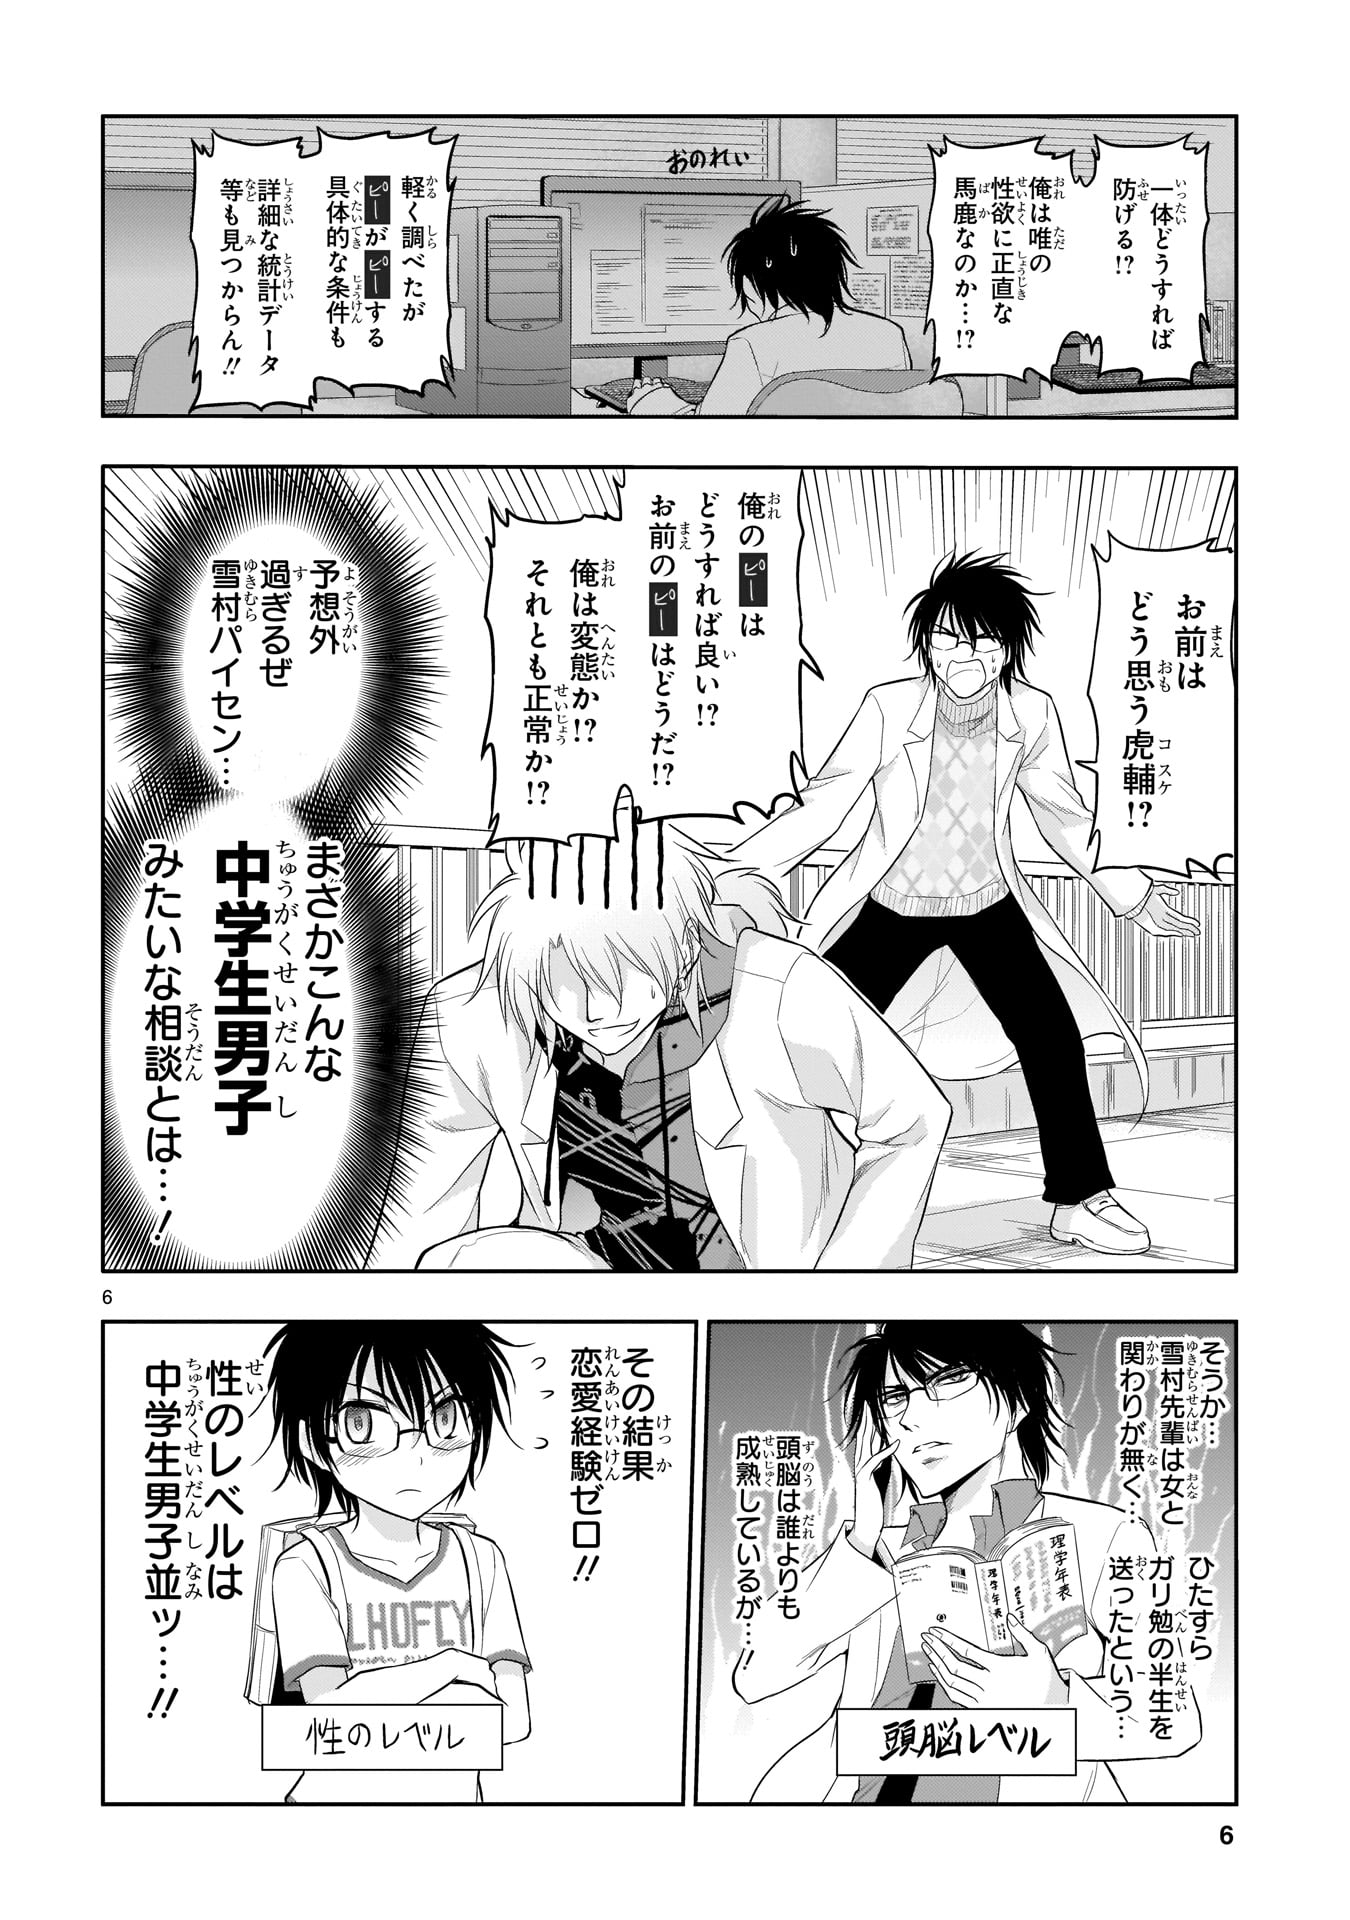 一体どうすれば
防げる!?
俺は唯の
性欲に正直な
馬鹿なのか…!?
おのれぃ
軽く調べたが
ピーがピーする
具体的な条件も
詳細な統計データ
等も見つからん!!
お前は
どう思う虎輔!?
俺のピーは
どうすれば良い!?
お前のピーはどうだ!?
俺は変態か!?
それとも正常か!?
予想外
過ぎるぜ
雪村パイセン…
まさかこんな
中学生男子
みたいな相談とは…!
6
そうか…
雪村先輩は女と
関わりが無く…
ひたすら
ガリ勉の半生を
送ったという…
頭脳は誰よりも
成熟しているが…!!
理学年表
理学年表
頭脳レベル
その結果
恋愛経験ゼロ!!
性のレベルは
中学生男子並ッ…!!
LHOFCY
性のレベル
6